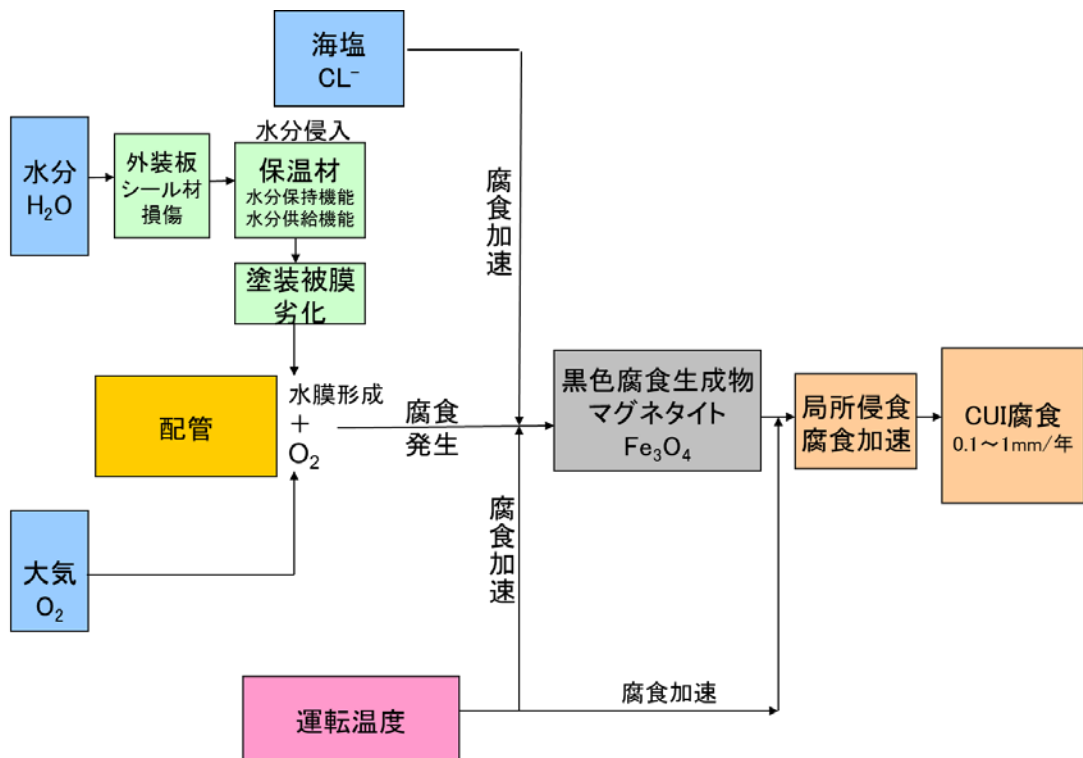 海塩
CL⁻
水分
H₂O
外装板
シール材
損傷
水分侵入
保温材
水分保持機能
水分供給機能
塗装被膜
劣化
配管
水膜形成
+
O₂
大気
O₂
腐食
発生
腐食加速
腐食加速
運転温度
腐食加速
黒色腐食生成物
マグネタイト
Fe₃O₄
局所侵食
腐食加速
CUI腐食
0.1～1mm/年